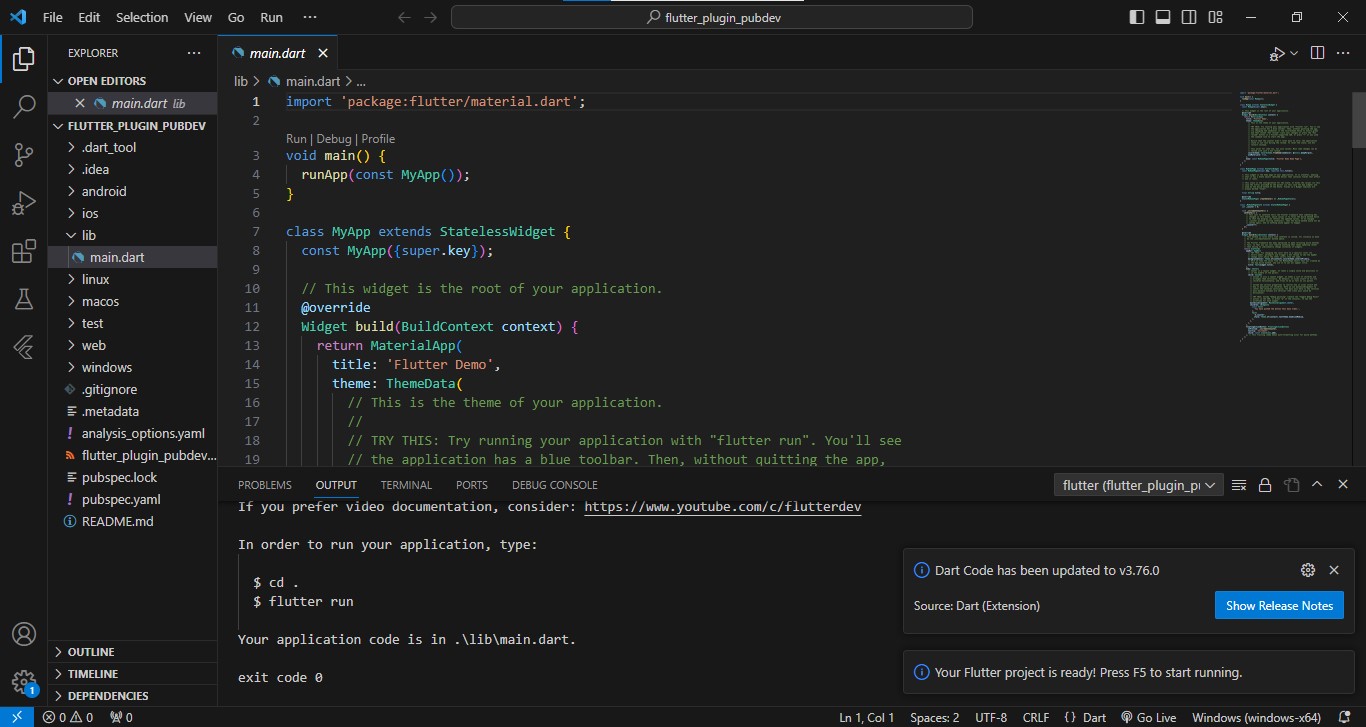 File Edit Selection View Go Run ···
flutter_plugin_pubdev
EXPLORER
OPEN EDITORS
main.dart lib
FLUTTER_PLUGIN_PUBDEV
.dart_tool
.idea
android
ios
lib
main.dart
linux
macos
test
web
windows
.gitignore
.metadata
analysis_options.yaml
flutter_plugin_pubdev...
pubspec.lock
pubspec.yaml
README.md
OUTLINE
TIMELINE
DEPENDENCIES
main.dart
lib > main.dart > ...
1 import 'package:flutter/material.dart';
2
Run | Debug | Profile
3 void main() {
4 runApp(const MyApp());
5 }
6
7 class MyApp extends StatelessWidget {
8 const MyApp({super.key});
9
10 // This widget is the root of your application.
11 @override
12 Widget build(BuildContext context) {
13 return MaterialApp(
14 title: 'Flutter Demo',
15 theme: ThemeData(
16 // This is the theme of your application.
17 //
18 // TRY THIS: Try running your application with "flutter run". You'll see
19 // the application has a blue toolbar. Then, without quitting the app,
PROBLEMS OUTPUT TERMINAL PORTS DEBUG CONSOLE
flutter (flutter_plugin_pu
If you prefer video documentation, consider: https://www.youtube.com/c/flutterdev
In order to run your application, type:
$ cd .
$ flutter run
Your application code is in .\lib\main.dart.
exit code 0
Dart Code has been updated to v3.76.0
Source: Dart (Extension)
Show Release Notes
Your Flutter project is ready! Press F5 to start running.
1
0 0 0
Ln 1, Col 1 Spaces: 2 UTF-8 CRLF {} Dart Go Live Windows (windows-x64)